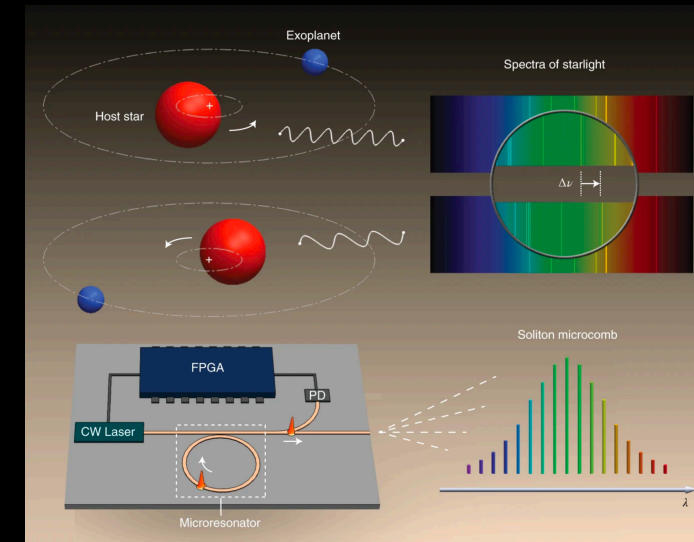 Exoplanet
Host star
+
Spectra of starlight
Δν
+
Soliton microcomb
FPGA
PD
CW Laser
Microresonator
λ